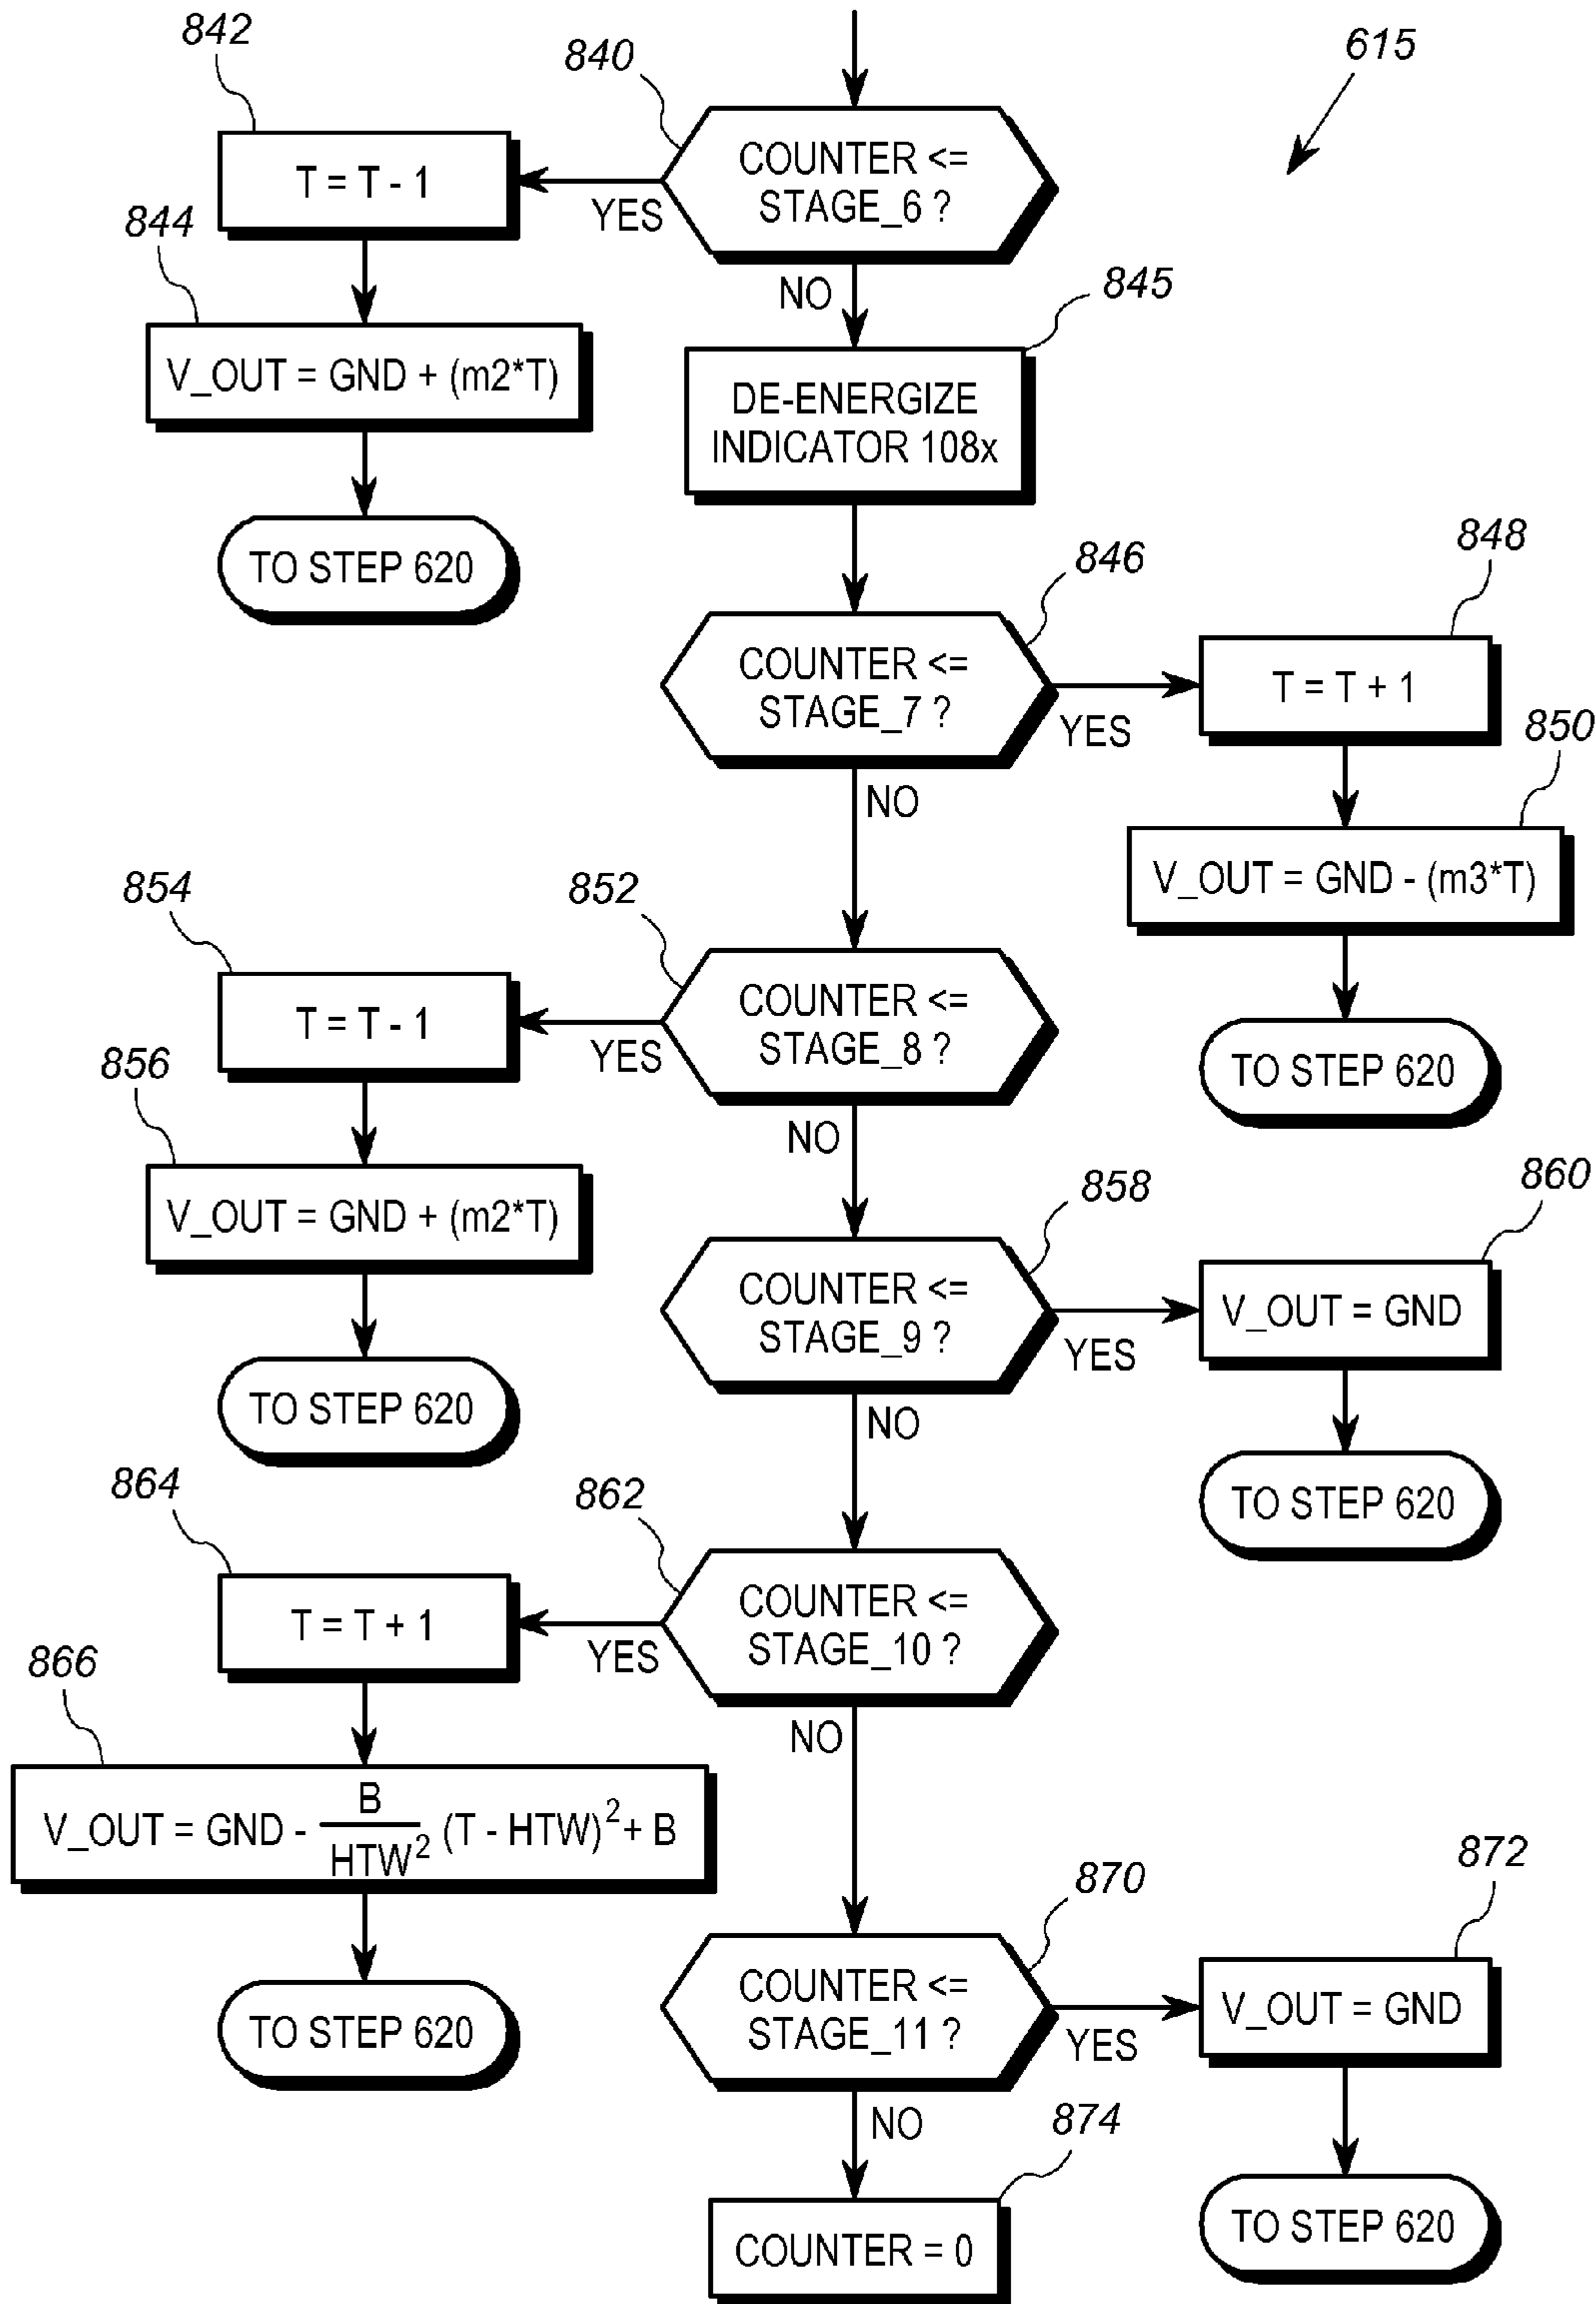 842
840
615
COUNTER <=
STAGE_6 ?
T = T - 1
YES
844
NO
845
V_OUT = GND + (m2*T)
DE-ENERGIZE
INDICATOR 108x
TO STEP 620
846
848
COUNTER <=
STAGE_7 ?
T = T + 1
YES
850
NO
V_OUT = GND - (m3*T)
854
852
COUNTER <=
STAGE_8 ?
T = T - 1
YES
TO STEP 620
856
NO
V_OUT = GND + (m2*T)
858
860
COUNTER <=
STAGE_9 ?
V_OUT = GND
YES
TO STEP 620
NO
864
862
TO STEP 620
COUNTER <=
STAGE_10 ?
T = T + 1
YES
866
NO
V_OUT = GND - B/HTW² (T - HTW)² + B
870
872
COUNTER <=
STAGE_11 ?
V_OUT = GND
YES
TO STEP 620
NO
874
COUNTER = 0
TO STEP 620